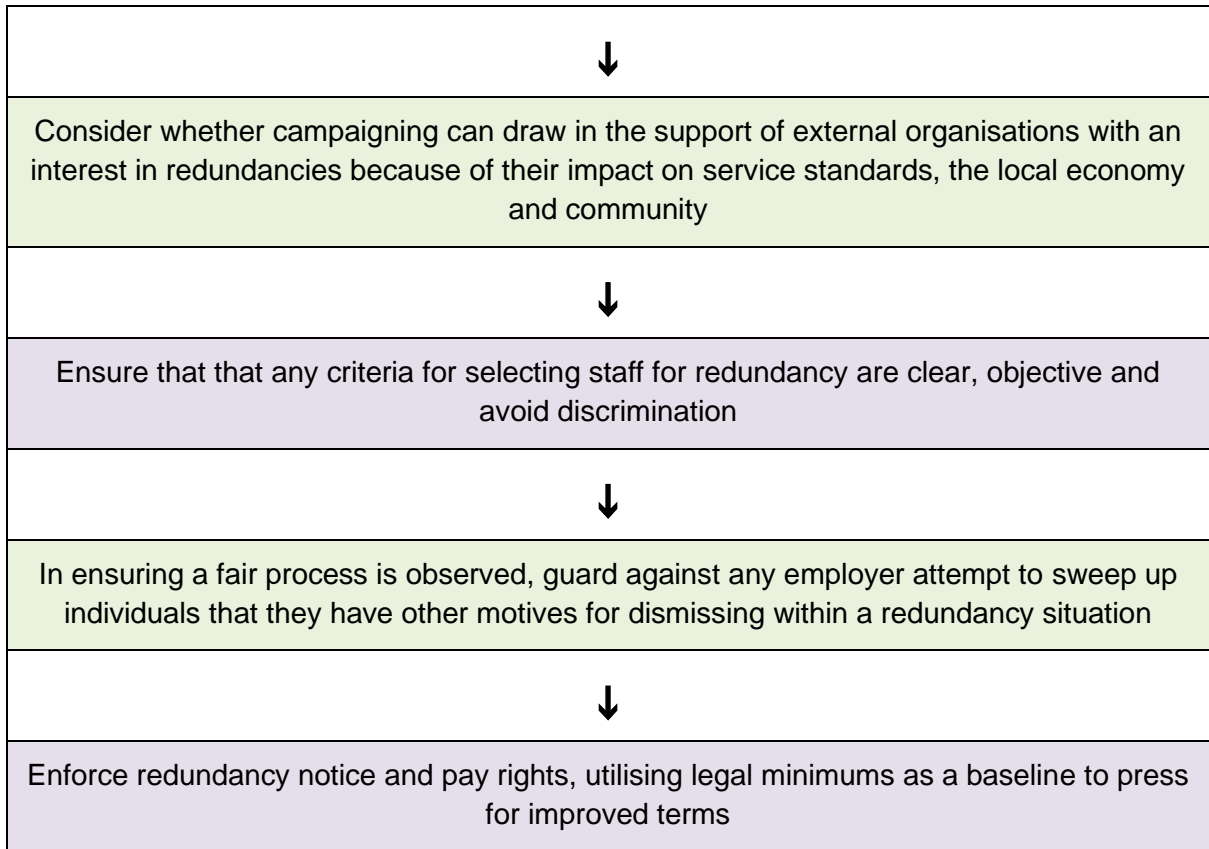 ↓
Consider whether campaigning can draw in the support of external organisations with an
interest in redundancies because of their impact on service standards, the local economy
and community
↓
Ensure that that any criteria for selecting staff for redundancy are clear, objective and
avoid discrimination
↓
In ensuring a fair process is observed, guard against any employer attempt to sweep up
individuals that they have other motives for dismissing within a redundancy situation
↓
Enforce redundancy notice and pay rights, utilising legal minimums as a baseline to press
for improved terms